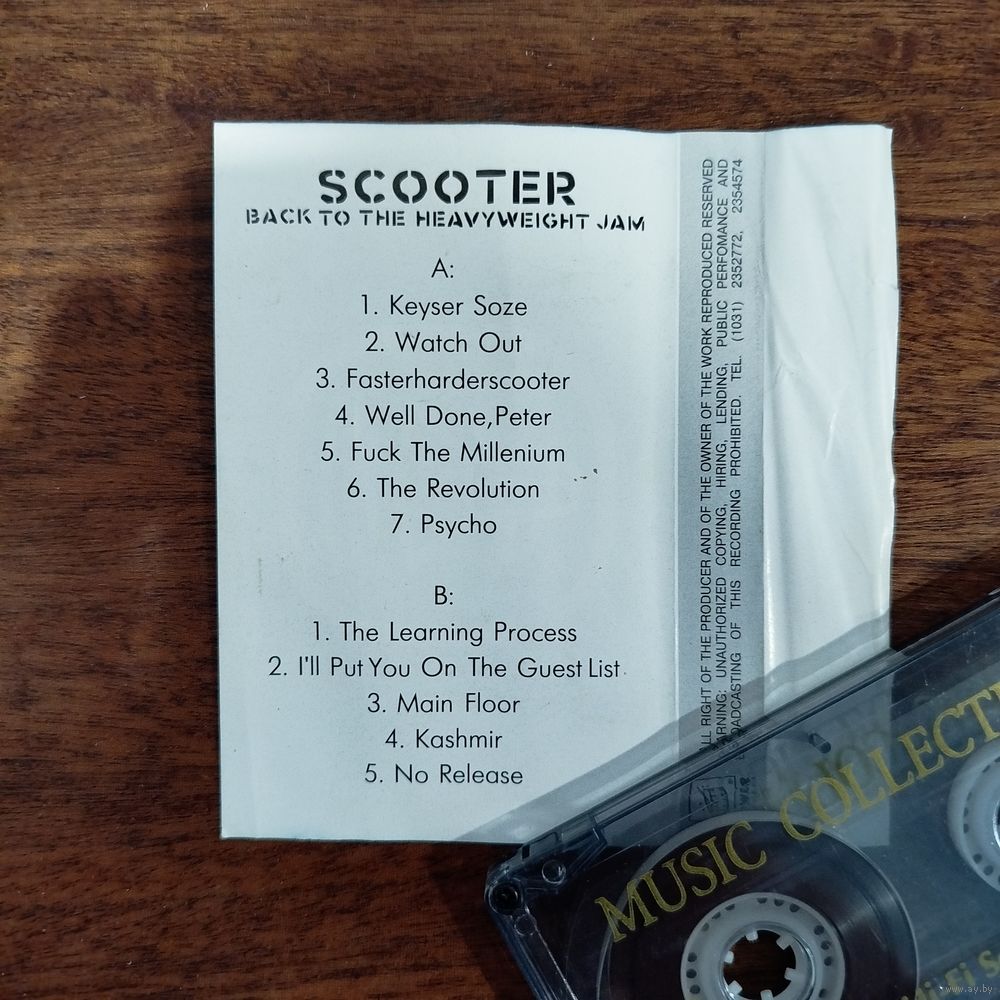 SCOOTER
BACK TO THE HEAVYWEIGHT JAM
A:
1. Keyser Soze
2. Watch Out
3. Fasterharderscooter
4. Well Done,Peter
5. Fuck The Millenium
6. The Revolution
7. Psycho
B:
1. The Learning Process
2. I'll Put You On The Guest List
3. Main Floor
4. Kashmir
5. No Release
RIGHT OF THE PRODUCER AND OF THE OWNER OF THE WORK REPRODUCED RESERVED
UNAUTHORIZED COPYING, HIRING, LENDING, PUBLIC PERFOMANCE AND
OF THIS RECORDING PROHIBITED. TEL. (1031) 2352772, 2354574
MUSIC COLLECTI
www.ay.by